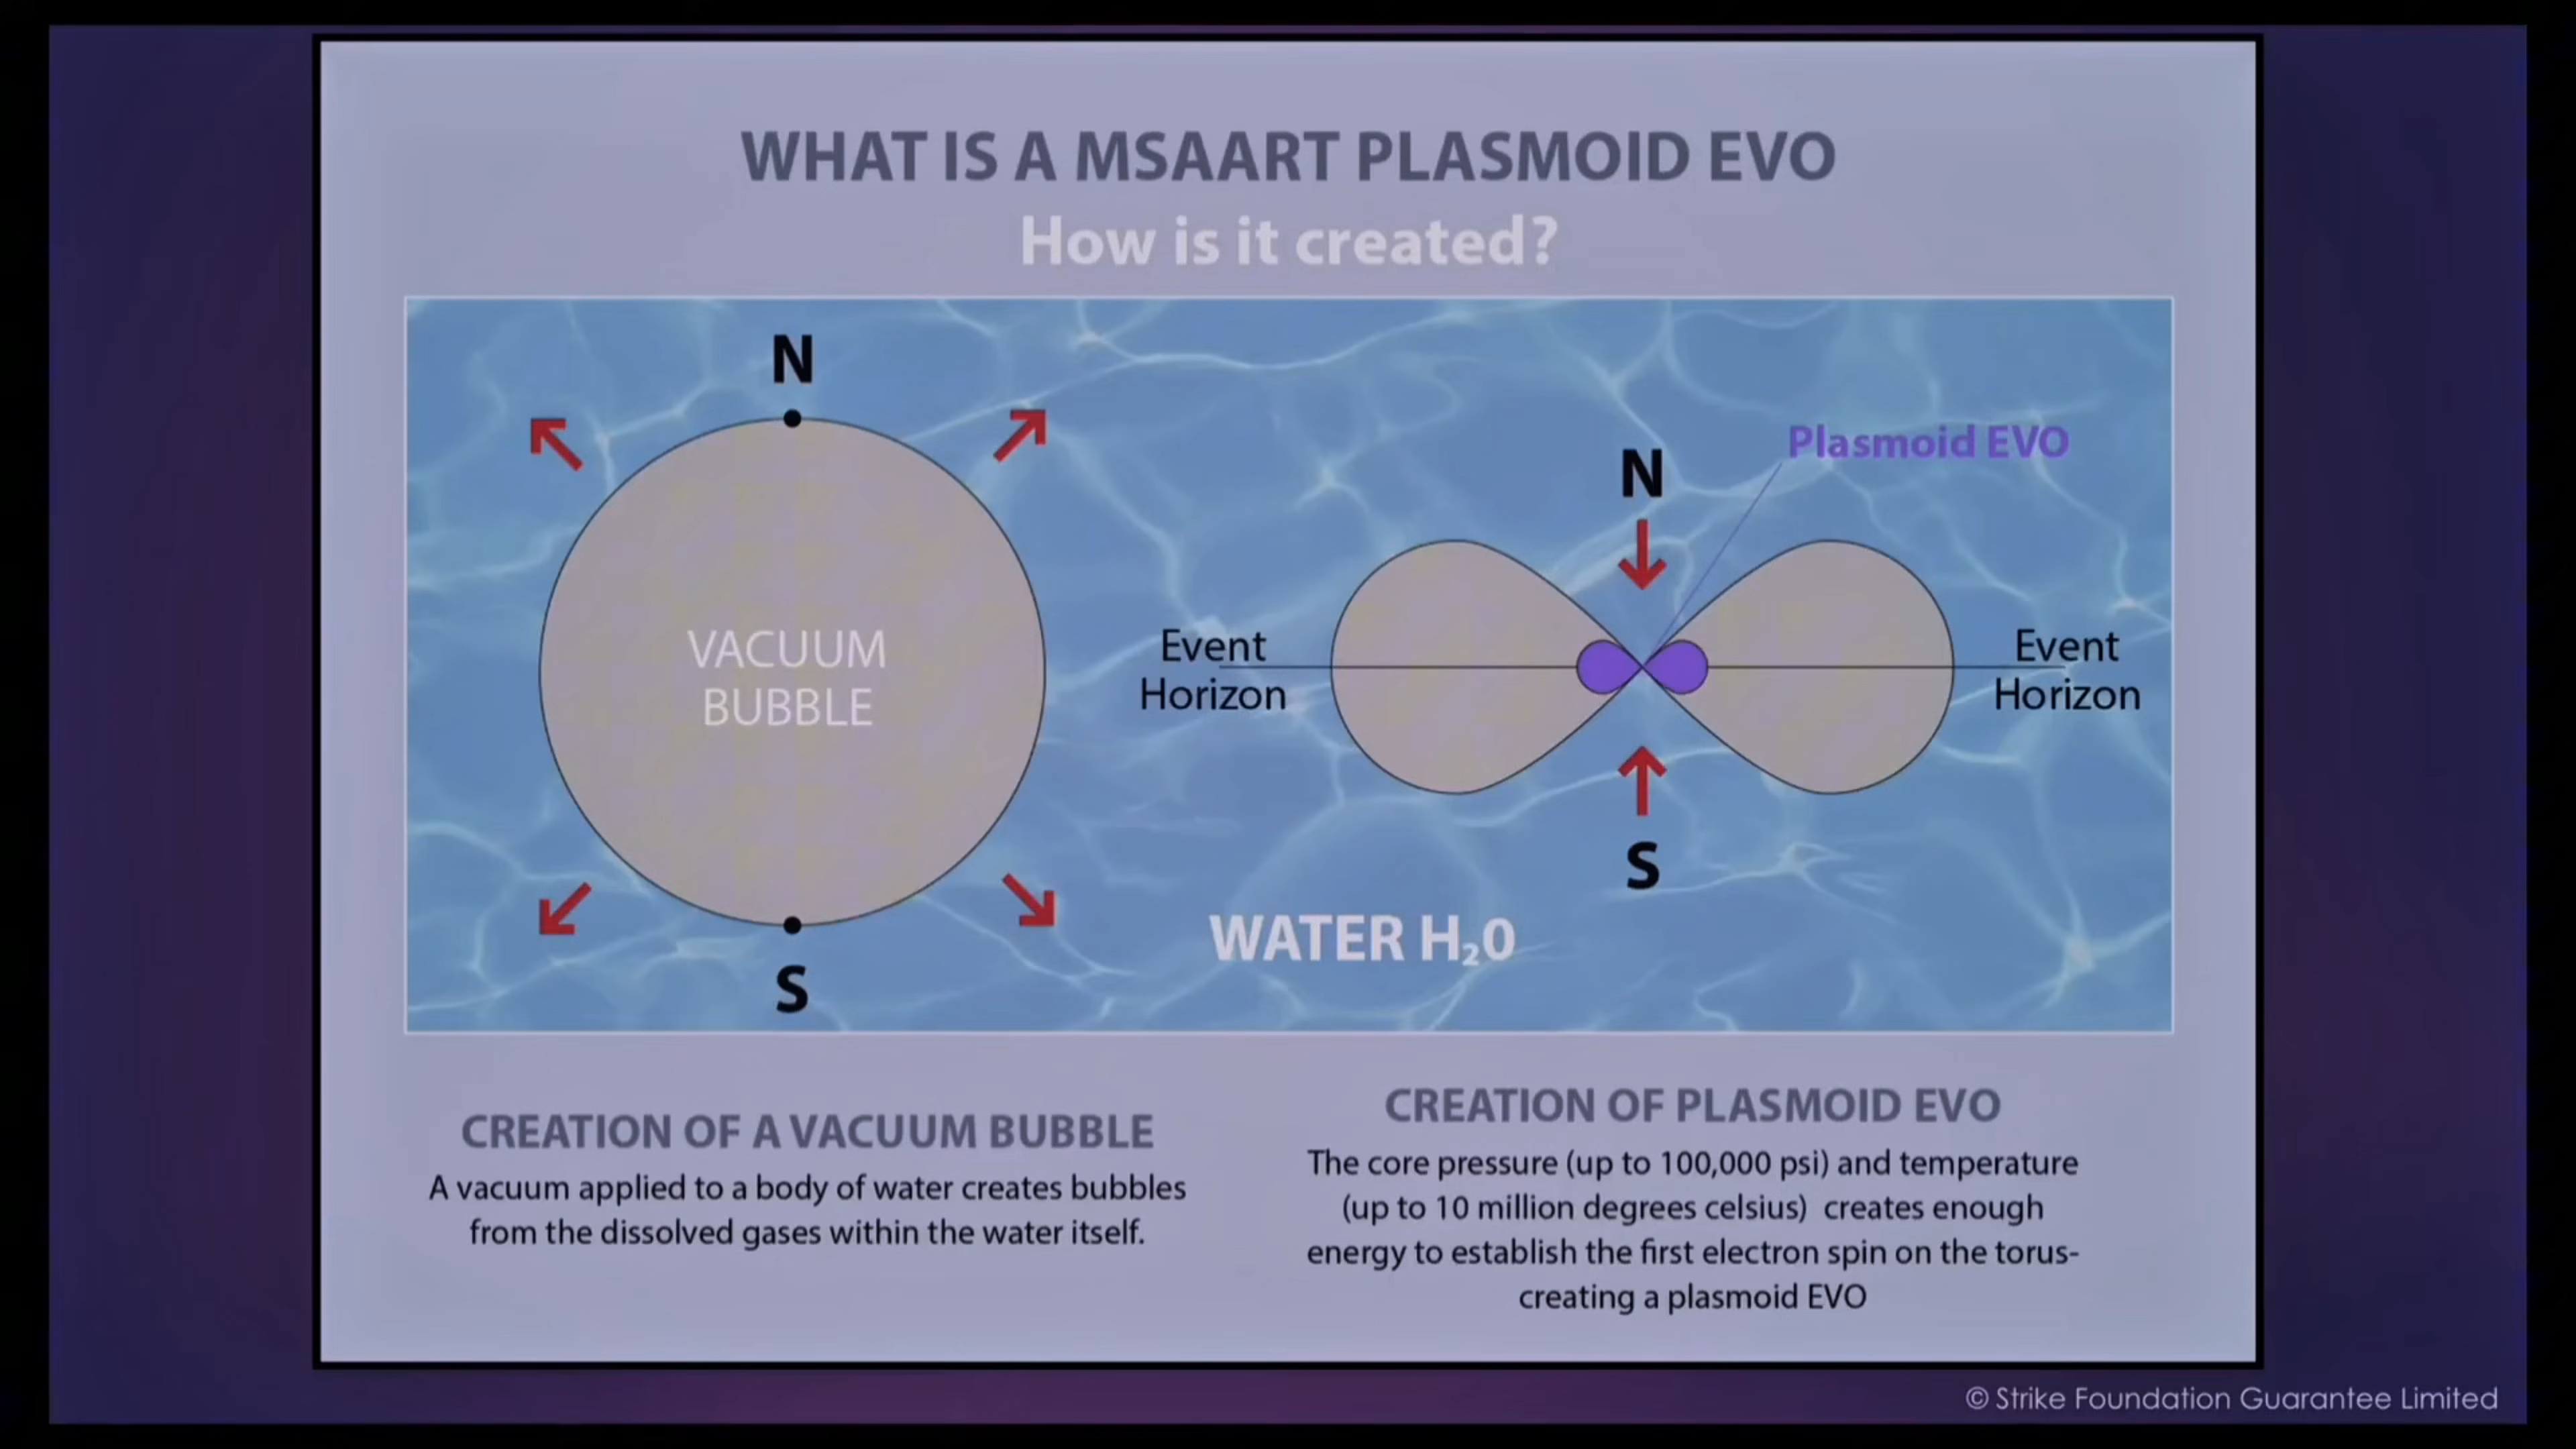 WHAT IS A MSAART PLASMOID EVO
How is it created?
N
VACUUM
BUBBLE
S
Plasmoid EVO
N
Event
Horizon
Event
Horizon
S
WATER H₂0
CREATION OF A VACUUM BUBBLE
A vacuum applied to a body of water creates bubbles
from the dissolved gases within the water itself.
CREATION OF PLASMOID EVO
The core pressure (up to 100,000 psi) and temperature
(up to 10 million degrees celsius) creates enough
energy to establish the first electron spin on the torus-
creating a plasmoid EVO
© Strike Foundation Guarantee Limited